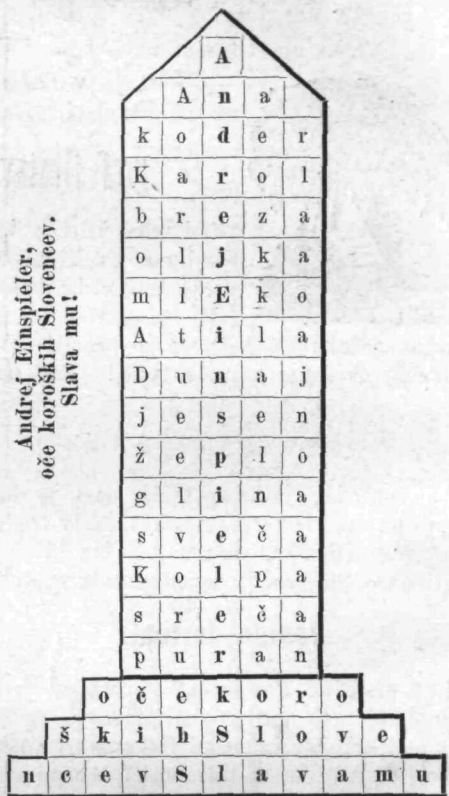 Andrej Einspieler,
oče koroških Slovencev.
Slava mu!
A
A n a
k o d e r
K a r o l
b r e z a
o l j k a
m l E k o
A t i l a
D u n a j
j e s e n
ž e p l o
g l i n a
s v e č a
K o l p a
s r e č a
p u r a n
o č e k o r o
š k i h S l o v e
n c e v S l a v a m u